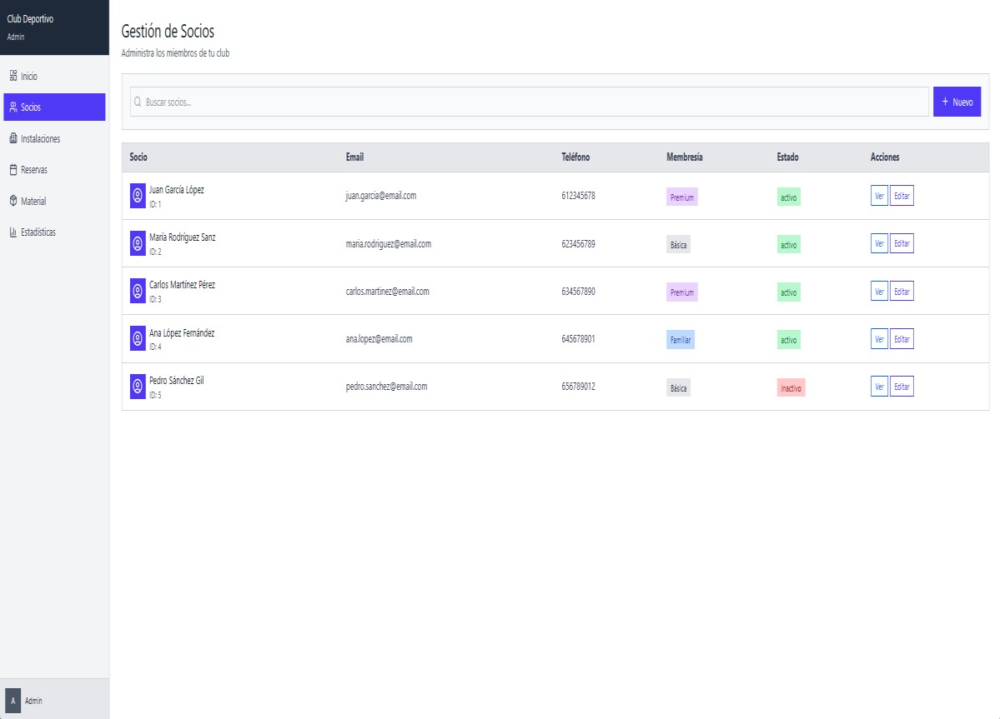 Club Deportivo
Admin
Inicio
Socios
Instalaciones
Reservas
Material
Estadísticas
A Admin
Gestión de Socios
Administra los miembros de tu club
Buscar socios...
+ Nuevo
Socio Email Teléfono Membresía Estado Acciones
Juan García López
ID: 1
juan.garcia@email.com 612345678 Premium activo Ver Editar
María Rodríguez Sanz
ID: 2
maria.rodriguez@email.com 623456789 Básica activo Ver Editar
Carlos Martínez Pérez
ID: 3
carlos.martinez@email.com 634567890 Premium activo Ver Editar
Ana López Fernández
ID: 4
ana.lopez@email.com 645678901 Familiar activo Ver Editar
Pedro Sánchez Gil
ID: 5
pedro.sanchez@email.com 656789012 Básica inactivo Ver Editar